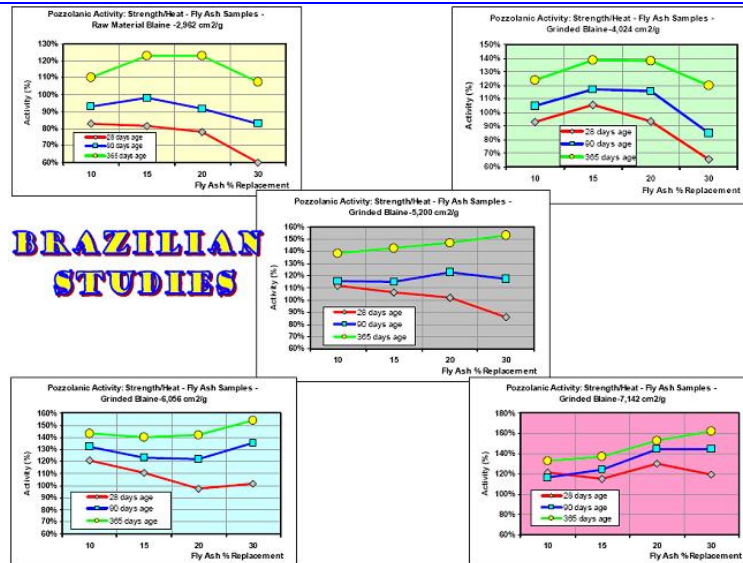 Pozzolanic Activity: Strength/Heat - Fly Ash Samples -
Raw Material Blaine -2,962 cm2/g
130%
120%
110%
100%
90%
80%
70%
60%
Activity (%)
28 days age
90 days age
365 days age
10 15 20 30
Fly Ash % Replacement
Pozzolanic Activity: Strength/Heat - Fly Ash Samples -
Grinded Blaine-4,024 cm2/g
150%
140%
130%
120%
110%
100%
90%
80%
70%
60%
Activity (%)
28 days age
90 days age
365 days age
10 15 20 30
Fly Ash % Replacement
BRAZILIAN
STUDIES
Pozzolanic Activity: Strength/Heat - Fly Ash Samples -
Grinded Blaine-5,200 cm2/g
160%
150%
140%
130%
120%
110%
100%
90%
80%
70%
60%
Activity (%)
28 days age
90 days age
365 days age
10 15 20 30
Fly Ash % Replacement
Pozzolanic Activity: Strength/Heat - Fly Ash Samples -
Grinded Blaine-6,056 cm2/g
160%
150%
140%
130%
120%
110%
100%
90%
80%
70%
60%
Activity (%)
28 days age
90 days age
365 days age
10 15 20 30
Fly Ash % Replacement
Pozzolanic Activity: Strength/Heat - Fly Ash Samples -
Grinded Blaine-7,142 cm2/g
180%
160%
140%
120%
100%
80%
60%
Activity (%)
28 days age
90 days age
365 days age
10 15 20 30
Fly Ash % Replacement